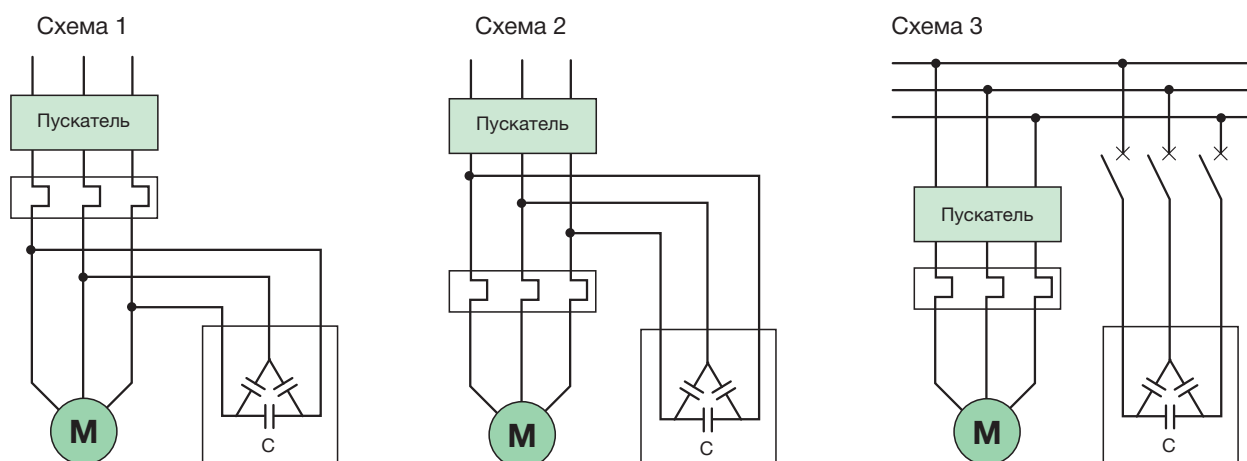 Схема 1
Схема 2
Схема 3
Пускатель
Пускатель
Пускатель
М
С
М
С
М
С